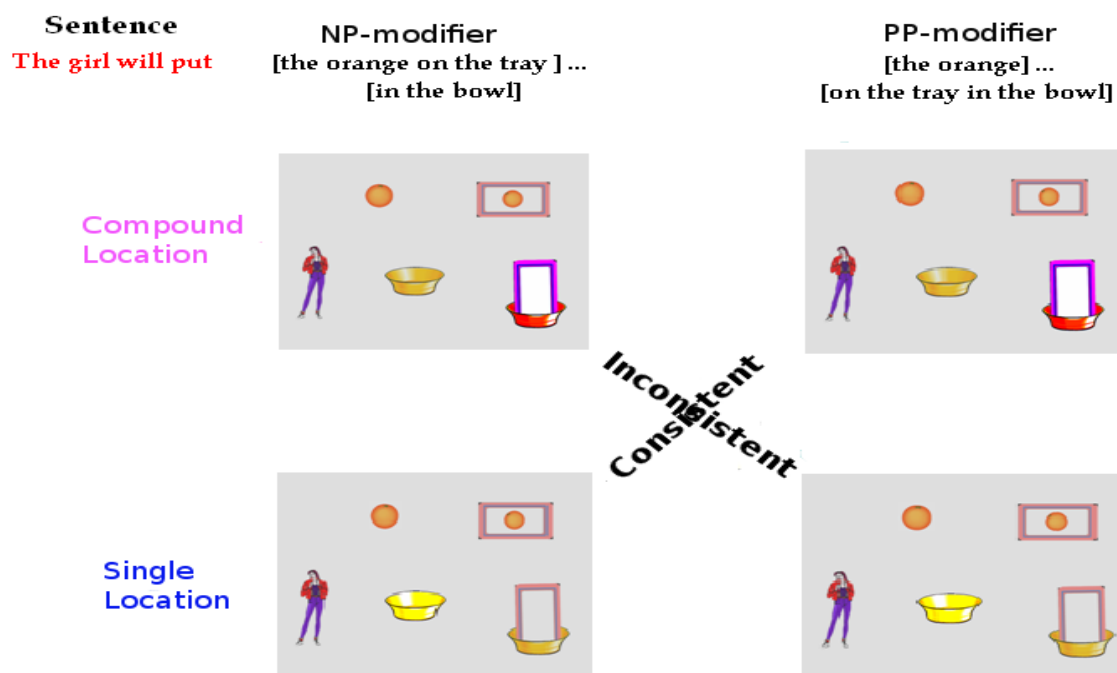 Sentence
The girl will put
NP-modifier
[the orange on the tray ] ...
[in the bowl]
PP-modifier
[the orange] ...
[on the tray in the bowl]
Compound
Location
Inconsistent
Consistent
Single
Location